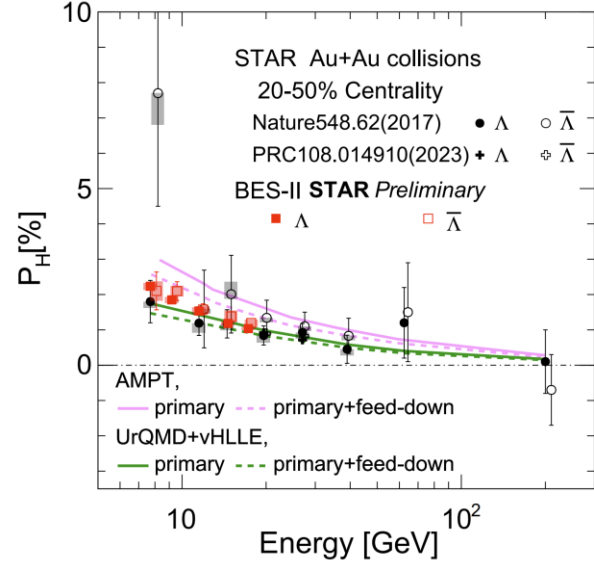 10
STAR Au+Au collisions
20-50% Centrality
Nature548.62(2017) Λ Λ̅
PRC108.014910(2023) Λ Λ̅
5
BES-II STAR Preliminary
Λ Λ̅
P_H[%]
0
AMPT,
primary primary+feed-down
UrQMD+vHLLE,
primary primary+feed-down
10 10²
Energy [GeV]